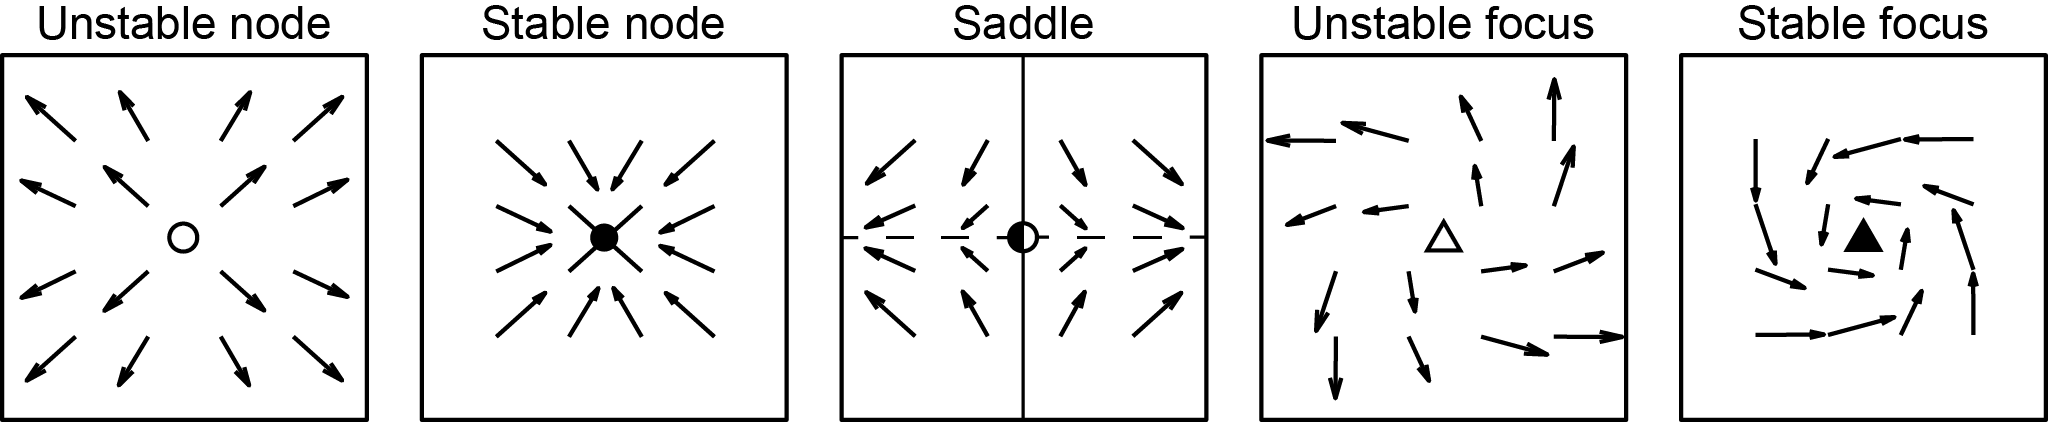 Unstable node
Stable node
Saddle
Unstable focus
Stable focus